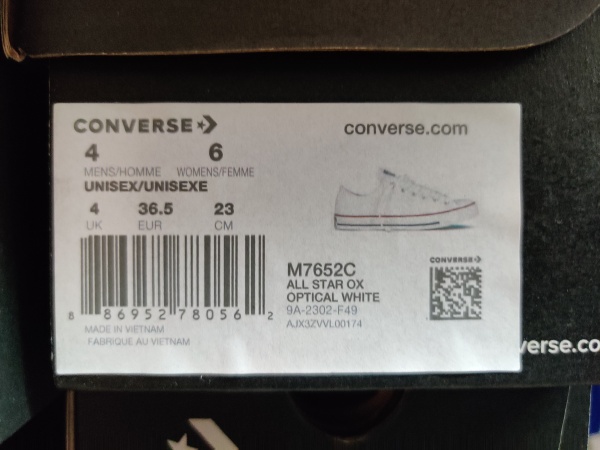 CONVERSE
converse.com
4 6
MENS/HOMME WOMENS/FEMME
UNISEX/UNISEXE
4 36.5 23
UK EUR CM
M7652C
ALL STAR OX
OPTICAL WHITE
9A-2302-F49
AJX3ZVVL00174
CONVERSE
8 86952 78056 2
MADE IN VIETNAM
FABRIQUE AU VIETNAM
verse.co